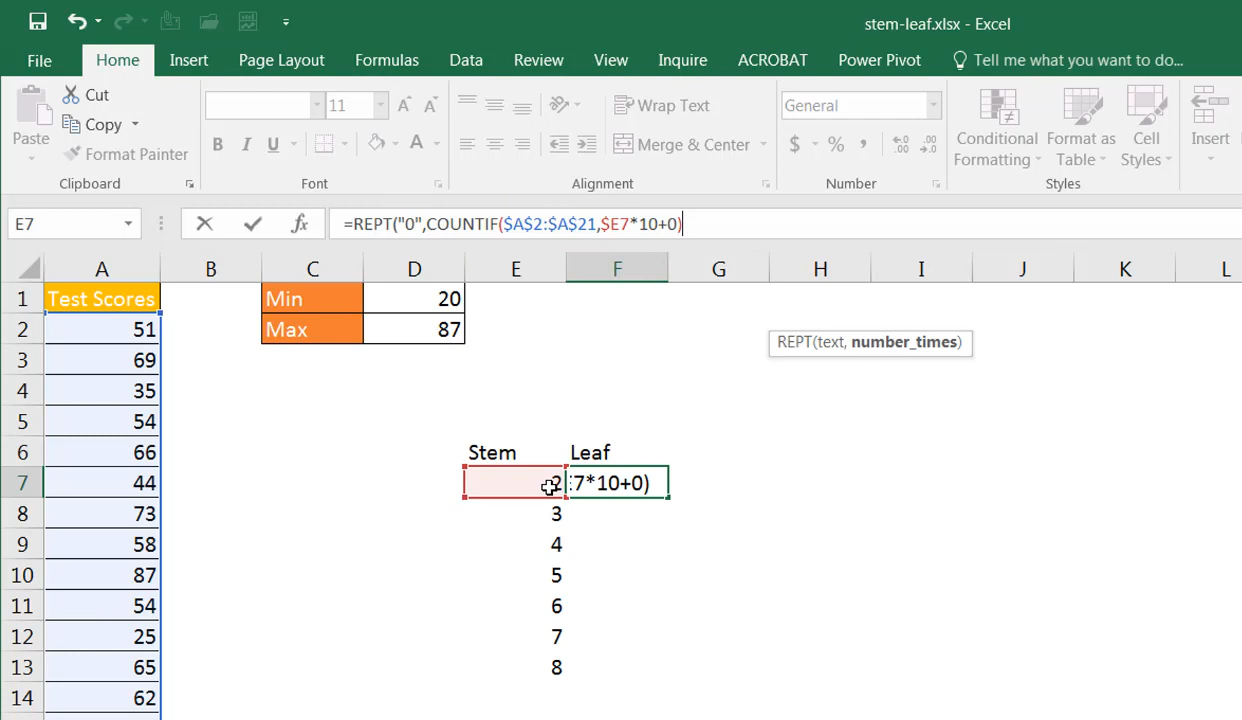 stem-leaf.xlsx - Excel
File Home Insert Page Layout Formulas Data Review View Inquire ACROBAT Power Pivot Tell me what you want to do...
Paste
Cut
Copy
Format Painter
Clipboard
11
B I U
A
Font
Wrap Text
Merge & Center
Alignment
General
$ % ,
Number
Conditional Formatting
Format as Table
Cell Styles
Styles
Insert
E7
fx
=REPT("0",COUNTIF($A$2:$A$21,$E7*10+0)
A B C D E F G H I J K L
1 Test Scores Min 20
2 51 Max 87
REPT(text, number_times)
3 69
4 35
5 54
6 66 Stem Leaf
7 44 2 7*10+0)
8 73 3
9 58 4
10 87 5
11 54 6
12 25 7
13 65 8
14 62